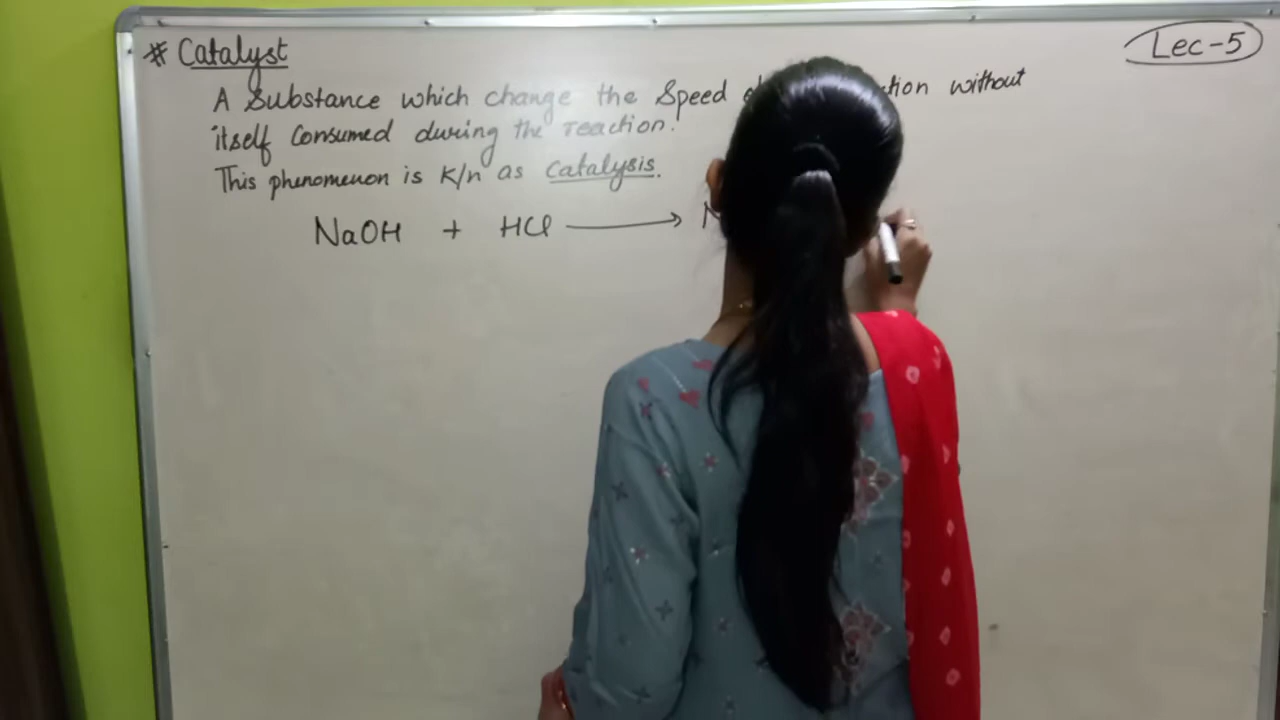 # Catalyst
Lec-5
A Substance which change the Speed without
itself Consumed during the reaction.
This phenomenon is K/n as Catalysis.
NaOH + HCl ⟶